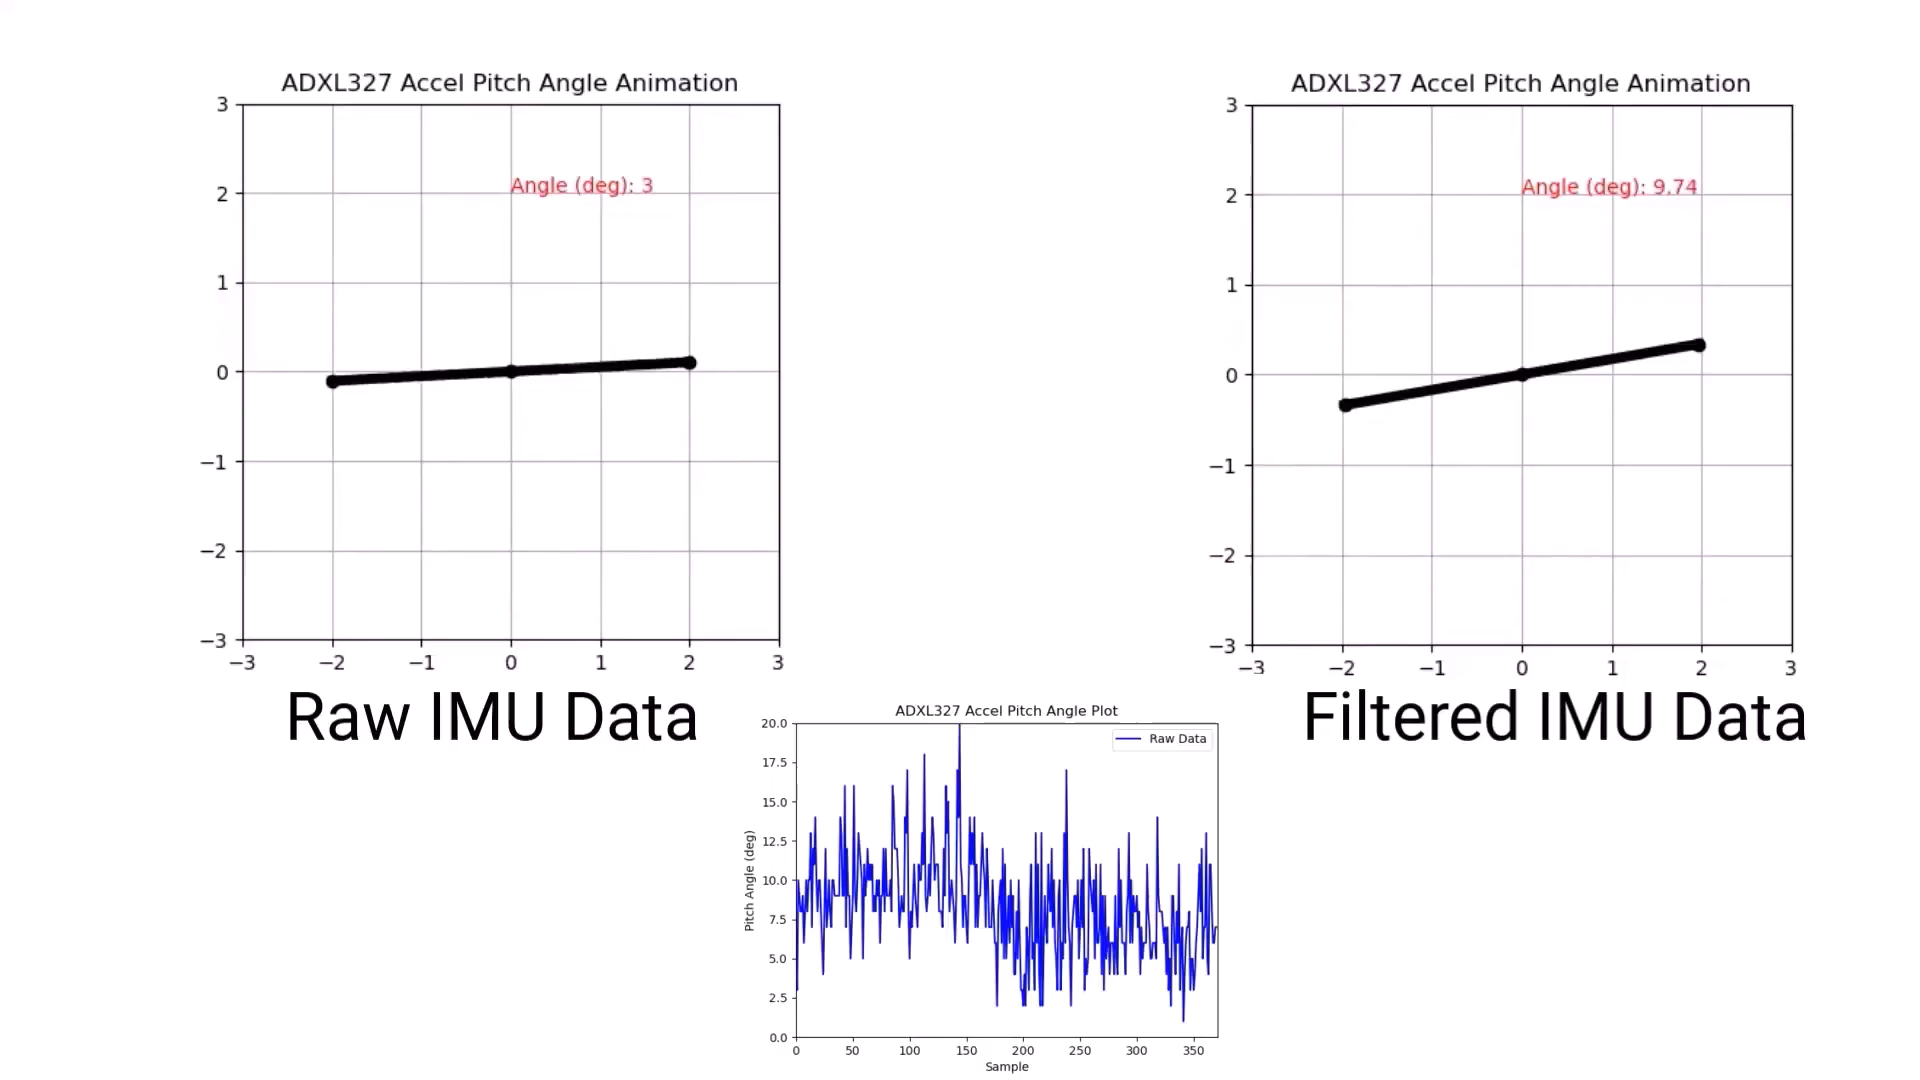 ADXL327 Accel Pitch Angle Animation
3
Angle (deg): 3
2
1
0
−1
−2
−3
−3 −2 −1 0 1 2 3
Raw IMU Data
ADXL327 Accel Pitch Angle Animation
3
Angle (deg): 9.74
2
1
0
−1
−2
−3
−3 −2 −1 0 1 2 3
Filtered IMU Data
ADXL327 Accel Pitch Angle Plot
Raw Data
20.0
17.5
15.0
12.5
10.0
7.5
5.0
2.5
0.0
Pitch Angle (deg)
0 50 100 150 200 250 300 350
Sample